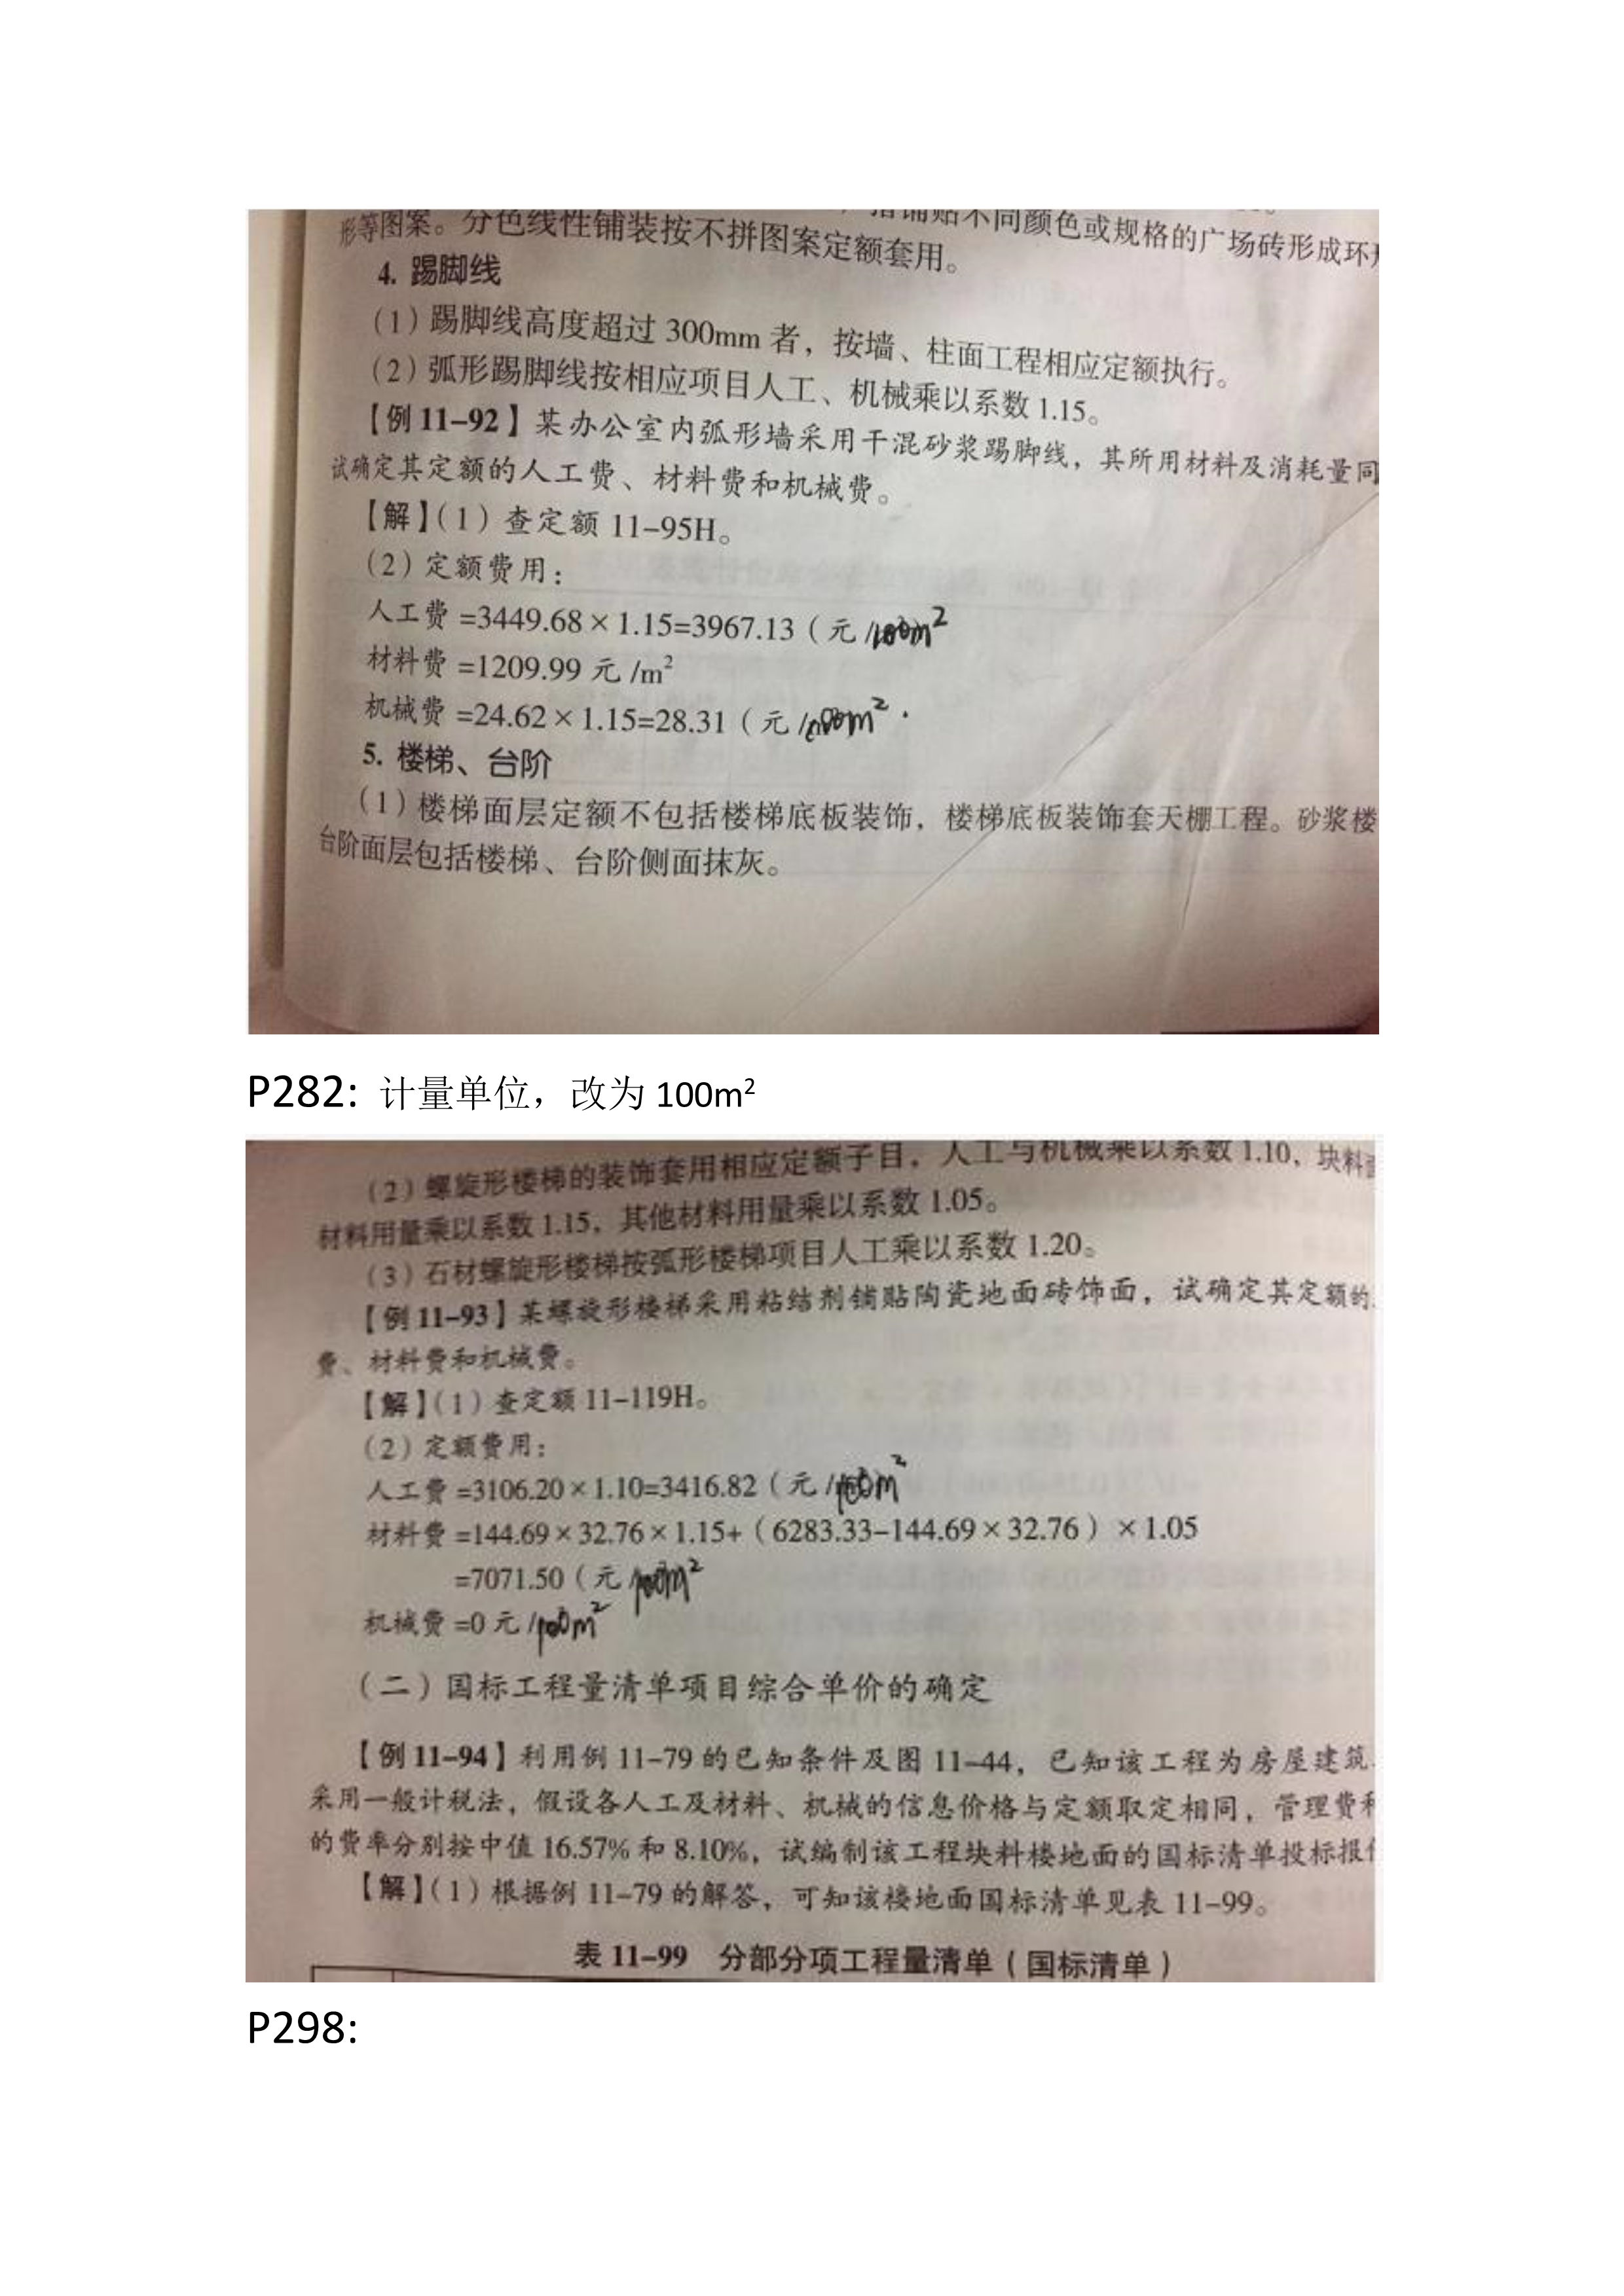 形等图案。分色线性铺装按不拼图案定额套用。
铺贴不同颜色或规格的广场砖形成环
4. 踢脚线
(1) 踢脚线高度超过 300mm 者，按墙、柱面工程相应定额执行。
(2) 弧形踢脚线按相应项目人工、机械乘以系数 1.15。
【例 11-92】某办公室内弧形墙采用干混砂浆踢脚线，其所用材料及消耗量同
试确定其定额的人工费、材料费和机械费。
【解】(1) 查定额 11-95H。
(2) 定额费用：
人工费 =3449.68×1.15=3967.13（元/100m²
材料费 =1209.99 元 /m²
机械费 =24.62×1.15=28.31（元/100m²
5. 楼梯、台阶
(1) 楼梯面层定额不包括楼梯底板装饰，楼梯底板装饰套天棚工程。砂浆楼
台阶面层包括楼梯、台阶侧面抹灰。
P282: 计量单位，改为 100m²
(2) 螺旋形楼梯的装饰套用相应定额子目，人工与机械乘以系数 1.10，块料
材料用量乘以系数 1.15，其他材料用量乘以系数 1.05。
(3) 石材螺旋形楼梯按弧形楼梯项目人工乘以系数 1.20。
【例 11-93】某螺旋形楼梯采用粘结剂铺贴陶瓷地面砖饰面，试确定其定额的
费、材料费和机械费。
【解】(1) 查定额 11-119H。
(2) 定额费用：
人工费 =3106.20×1.10=3416.82（元/100m²
材料费 =144.69×32.76×1.15+（6283.33-144.69×32.76）×1.05
=7071.50（元/100m²
机械费 =0 元/100m²
（二）国标工程量清单项目综合单价的确定
【例 11-94】利用例 11-79 的已知条件及图 11-44，已知该工程为房屋建筑
采用一般计税法，假设各人工及材料、机械的信息价格与定额取定相同，管理费
的费率分别按中值 16.57% 和 8.10%，试编制该工程块料楼地面的国标清单投标报
【解】(1) 根据例 11-79 的解答，可知该楼地面国标清单见表 11-99。
表 11-99 分部分项工程量清单（国标清单）
P298: